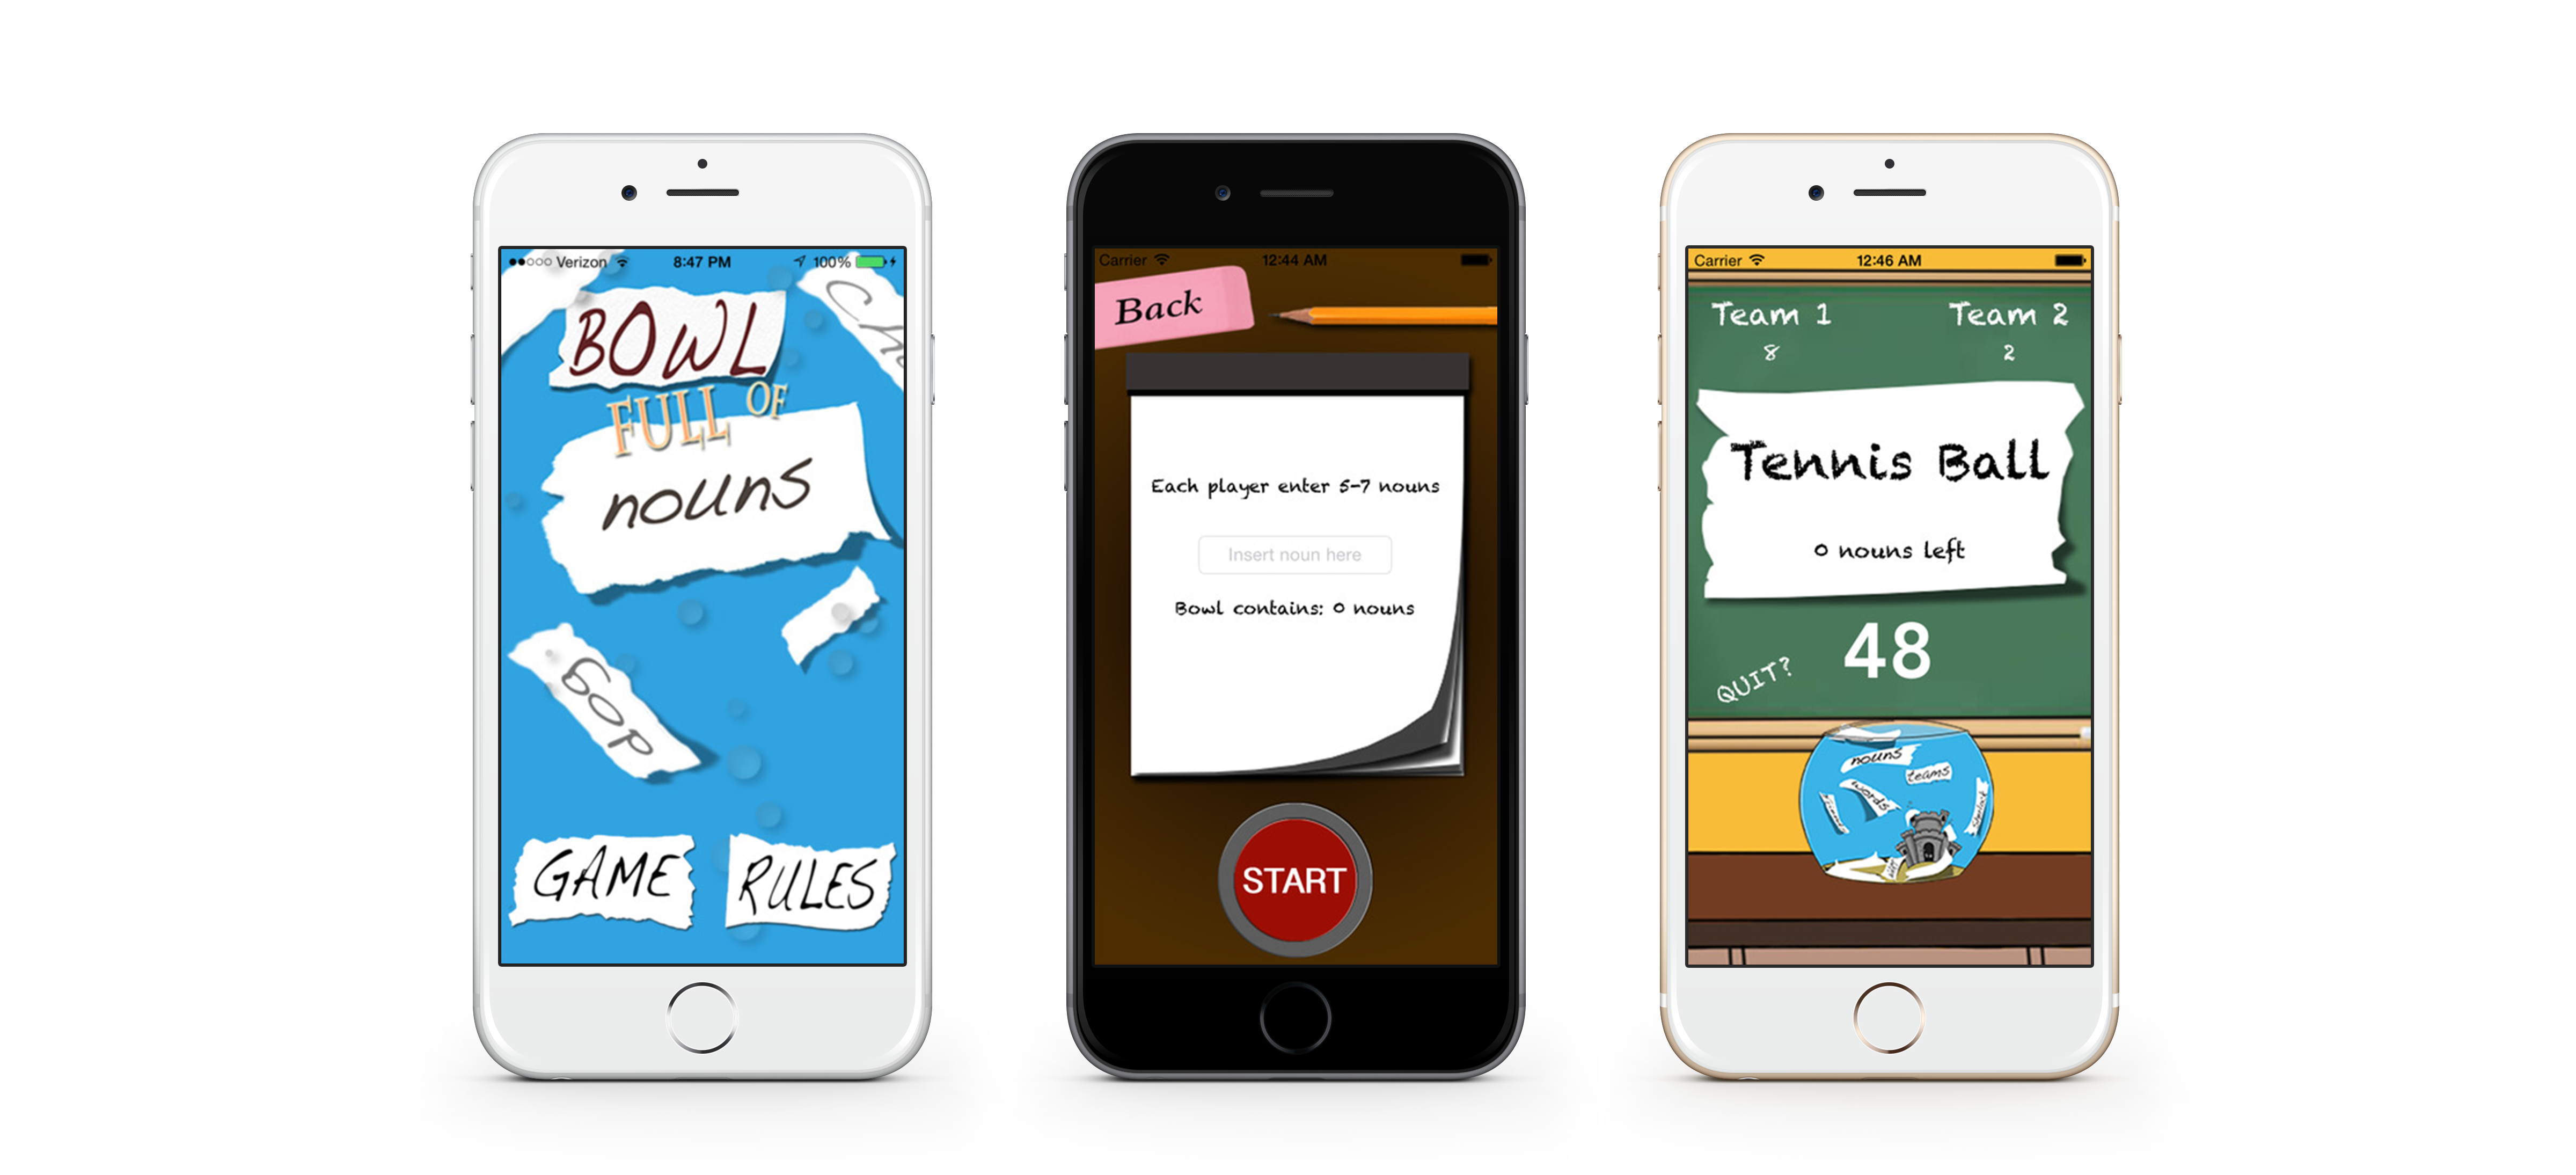 Verizon 8:47 PM 100%
Ch
BOWL
FULL OF
nouns
bop
GAME RULES
Carrier 12:44 AM
Back
Each player enter 5-7 nouns
Insert noun here
Bowl contains: 0 nouns
START
Carrier 12:46 AM
Team 1 Team 2
8 2
Tennis Ball
0 nouns left
48
QUIT?
nouns
teams
words